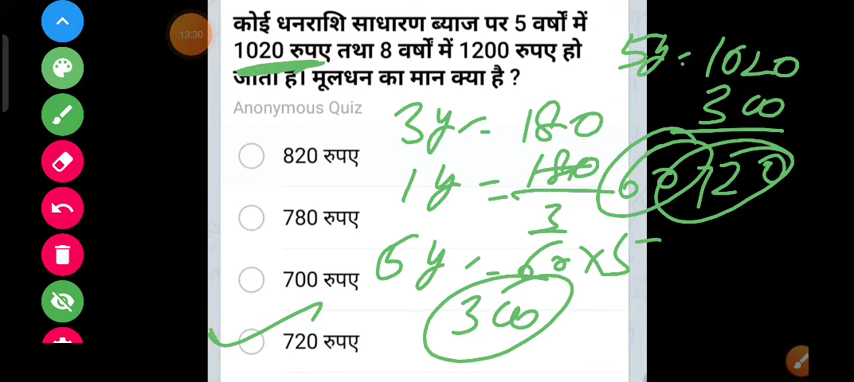 13:30
कोई धनराशि साधारण ब्याज पर 5 वर्षों में
1020 रुपए तथा 8 वर्षों में 1200 रुपए हो
जाती है। मूलधन का मान क्या है ?
Anonymous Quiz
820 रुपए
780 रुपए
700 रुपए
720 रुपए
3y = 180
1y = 180
3
60
5y = 60 x 5 =
300
5y = 1020
300
720